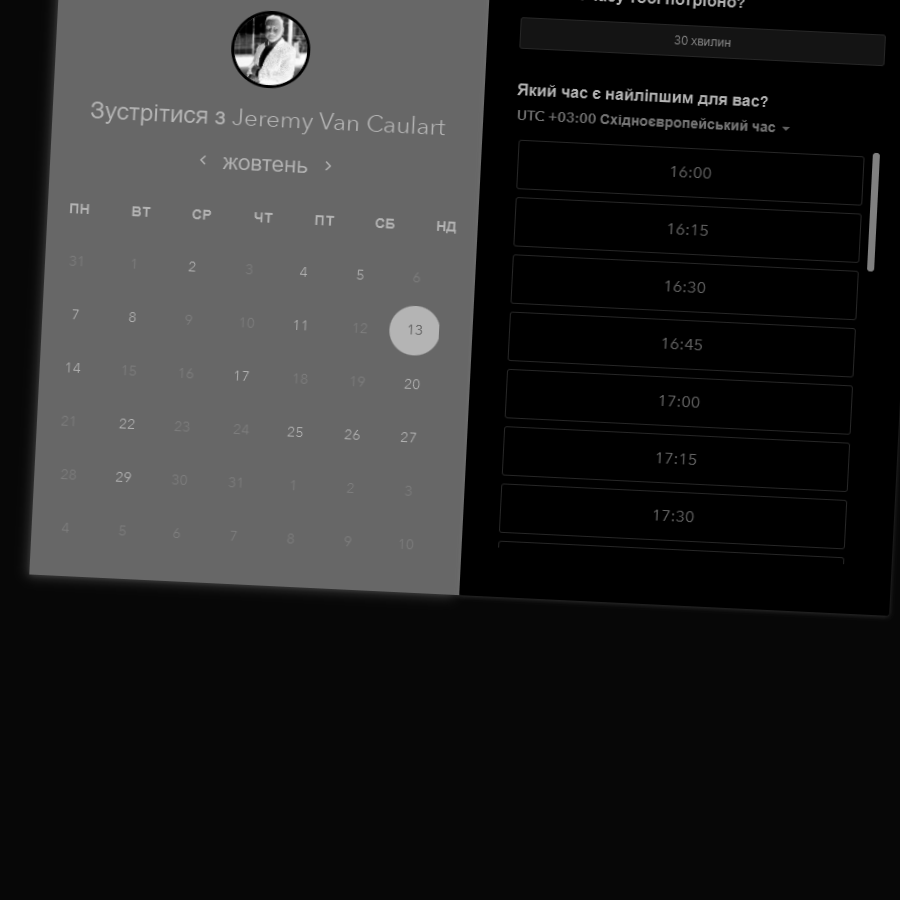 потрібно?
30 хвилин
Зустрітися з Jeremy Van Caulart
жовтень
ПН ВТ СР ЧТ ПТ СБ НД
31 1 2 3 4 5 6
7 8 9 10 11 12 13
14 15 16 17 18 19 20
21 22 23 24 25 26 27
28 29 30 31 1 2 3
4 5 6 7 8 9 10
Який час є найліпшим для вас?
UTC +03:00 Східноєвропейський час
16:00
16:15
16:30
16:45
17:00
17:15
17:30